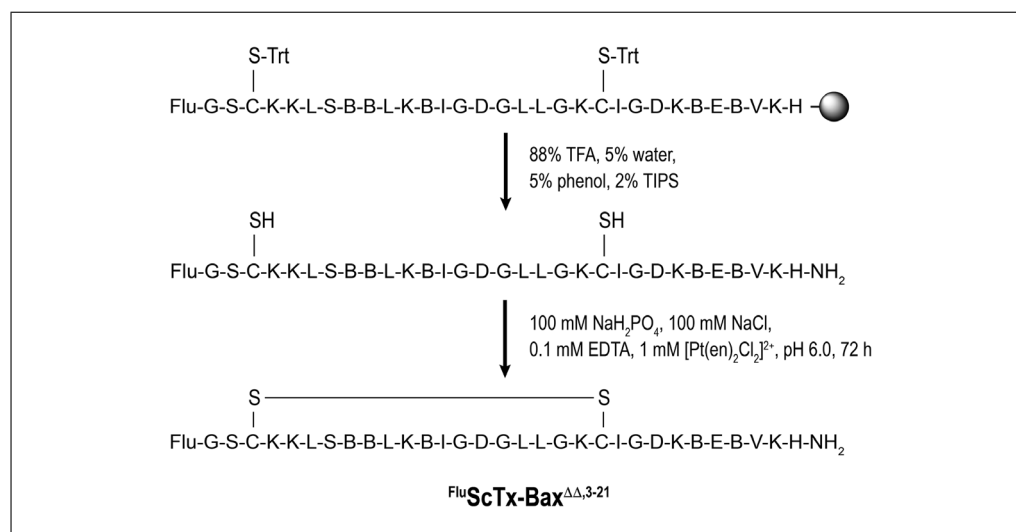 S-Trt S-Trt
Flu-G-S-C-K-K-L-S-B-B-L-K-B-I-G-D-G-L-L-G-K-C-I-G-D-K-B-E-B-V-K-H
88% TFA, 5% water,
5% phenol, 2% TIPS
SH SH
Flu-G-S-C-K-K-L-S-B-B-L-K-B-I-G-D-G-L-L-G-K-C-I-G-D-K-B-E-B-V-K-H-NH₂
100 mM NaH₂PO₄, 100 mM NaCl,
0.1 mM EDTA, 1 mM [Pt(en)₂Cl₂]²⁺, pH 6.0, 72 h
S S
Flu-G-S-C-K-K-L-S-B-B-L-K-B-I-G-D-G-L-L-G-K-C-I-G-D-K-B-E-B-V-K-H-NH₂
FluScTx-BaxΔΔ,3-21